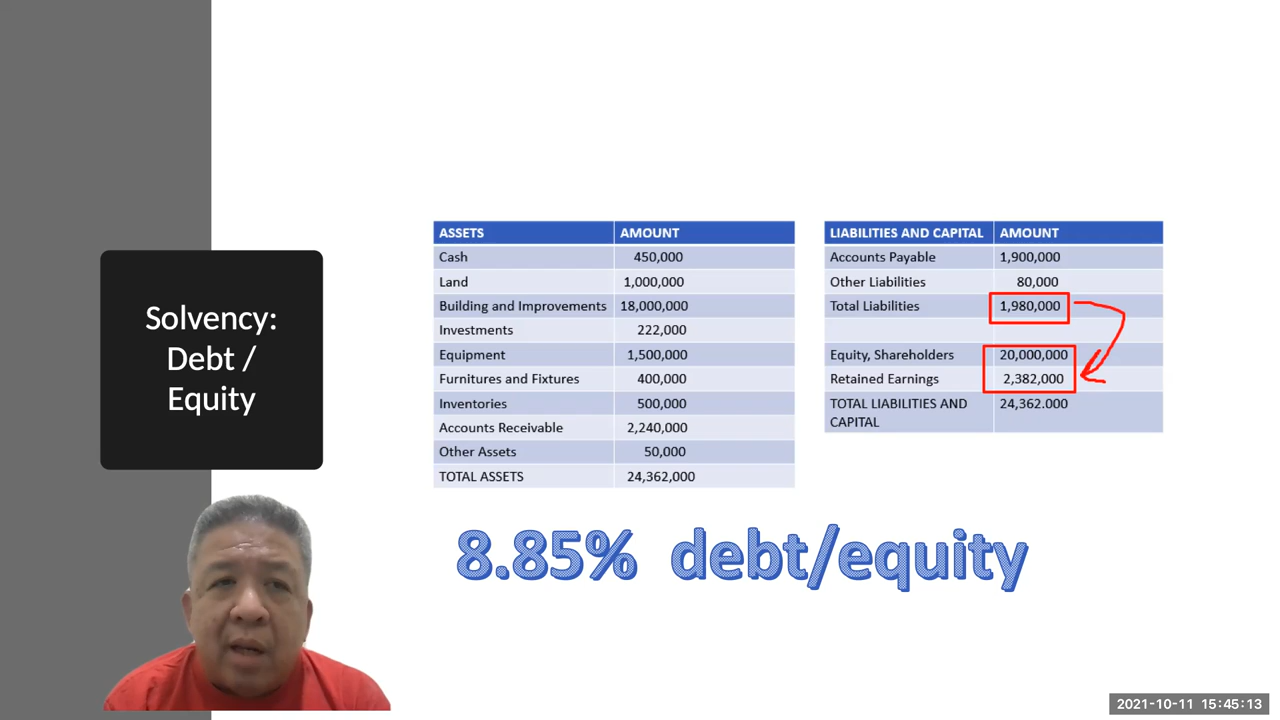 Solvency:
Debt /
Equity
ASSETS AMOUNT
Cash 450,000
Land 1,000,000
Building and Improvements 18,000,000
Investments 222,000
Equipment 1,500,000
Furnitures and Fixtures 400,000
Inventories 500,000
Accounts Receivable 2,240,000
Other Assets 50,000
TOTAL ASSETS 24,362,000
LIABILITIES AND CAPITAL AMOUNT
Accounts Payable 1,900,000
Other Liabilities 80,000
Total Liabilities 1,980,000
Equity, Shareholders 20,000,000
Retained Earnings 2,382,000
TOTAL LIABILITIES AND 24,362.000
CAPITAL
8.85% debt/equity
2021-10-11 15:45:13